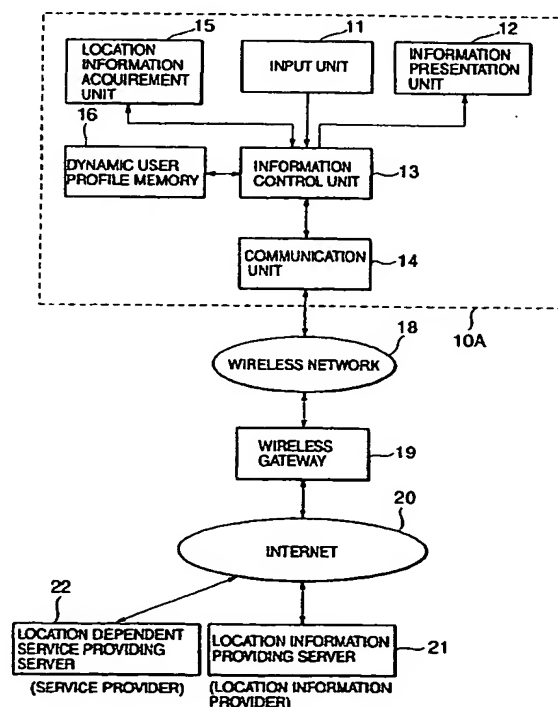 15
11
12
LOCATION
INFORMATION
ACQUIREMENT
UNIT
INPUT UNIT
INFORMATION
PRESENTATION
UNIT
16
DYNAMIC USER
PROFILE MEMORY
INFORMATION
CONTROL UNIT
13
COMMUNICATION
UNIT
14
10A
18
WIRELESS NETWORK
WIRELESS
GATEWAY
19
20
INTERNET
22
LOCATION DEPENDENT
SERVICE PROVIDING
SERVER
(SERVICE PROVIDER)
LOCATION INFORMATION
PROVIDING SERVER
21
(LOCATION INFORMATION
PROVIDER)